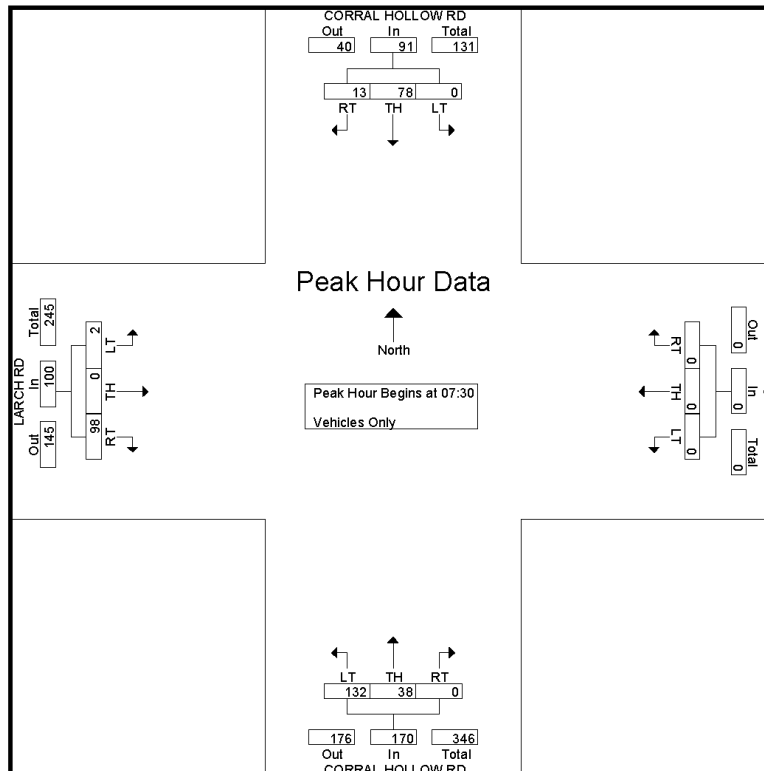 CORRAL HOLLOW RD
Out In Total
40 91 131
13 78 0
RT TH LT
Peak Hour Data
North
Peak Hour Begins at 07:30
Vehicles Only
LARCH RD
Out In Total
145 100 245
98 0 2
RT TH LT
Out In Total
0 0 0
RT TH LT
0 0 0
LT TH RT
132 38 0
176 170 346
Out In Total
CORRAL HOLLOW RD